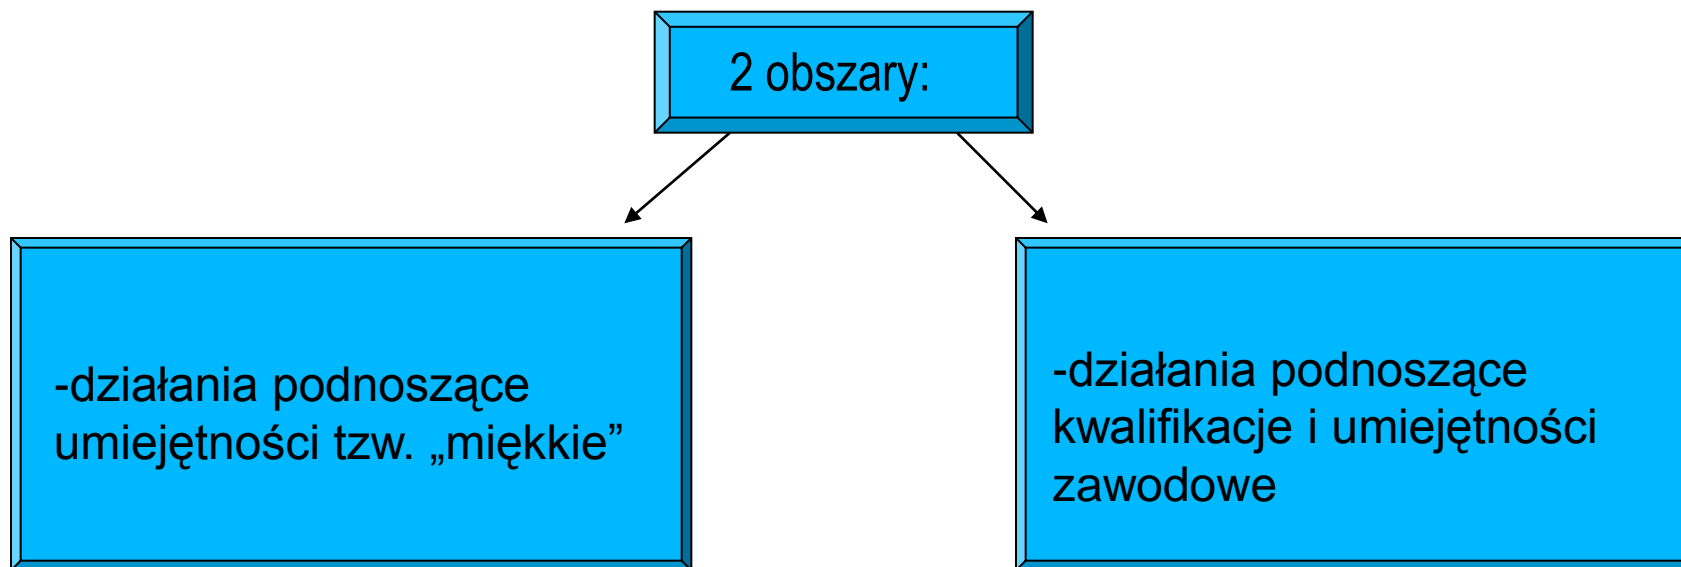 2 obszary:
-działania podnoszące
umiejętności tzw. „miękkie”
-działania podnoszące
kwalifikacje i umiejętności
zawodowe